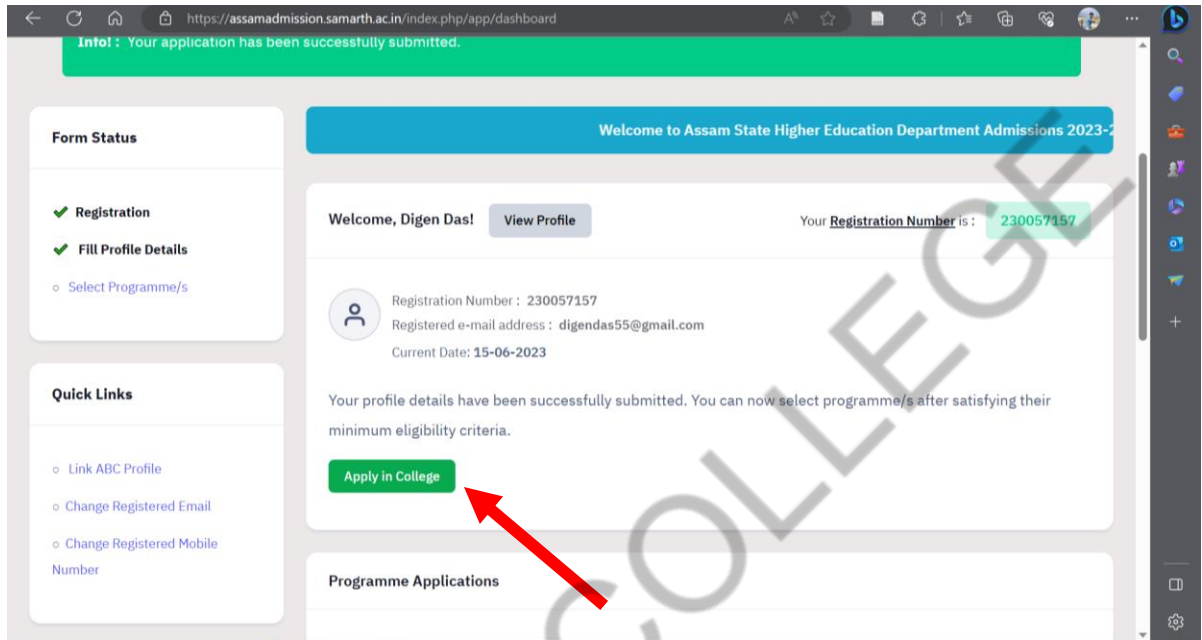 https://assamadmission.samarth.ac.in/index.php/app/dashboard
Info! : Your application has been successfully submitted.
Form Status
Registration
Fill Profile Details
Select Programme/s
Quick Links
Link ABC Profile
Change Registered Email
Change Registered Mobile
Number
Welcome to Assam State Higher Education Department Admissions 2023-2
Welcome, Digen Das! View Profile Your Registration Number is : 230057157
Registration Number : 230057157
Registered e-mail address : digendas55@gmail.com
Current Date: 15-06-2023
Your profile details have been successfully submitted. You can now select programme/s after satisfying their
minimum eligibility criteria.
Apply in College
Programme Applications
COLLEGE